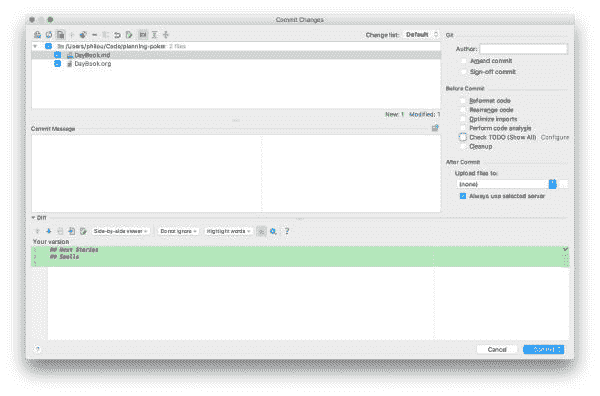 Commit Changes
Change list: Default
/Users/philou/Code/planning-poker 2 files
DayBook.md
DayBook.org
New: 1 Modified: 1
Commit Message
Git
Author:
Amend commit
Sign-off commit
Before Commit
Reformat code
Rearrange code
Optimize imports
Perform code analysis
Check TODO (Show All) Configure
Cleanup
After Commit
Upload files to:
(none)
Always use selected server
Diff
Side-by-side viewer Do not ignore Highlight words ?
Your version
1 ## Next Stories
2 ## Smells
3
? Cancel Commit